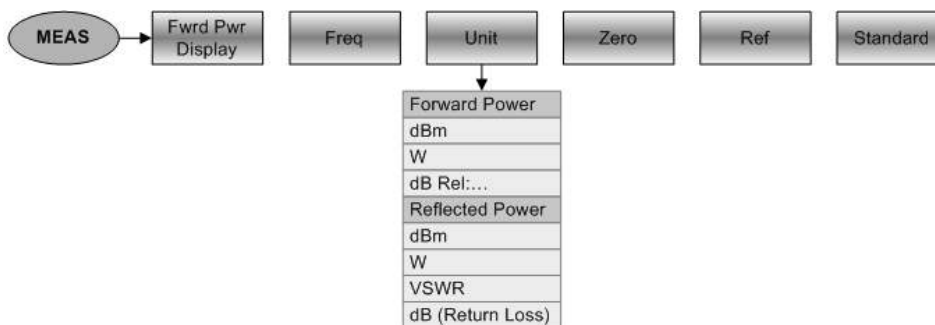 MEAS
Fwrd Pwr
Display
Freq
Unit
Zero
Ref
Standard
Forward Power
dBm
W
dB Rel:...
Reflected Power
dBm
W
VSWR
dB (Return Loss)